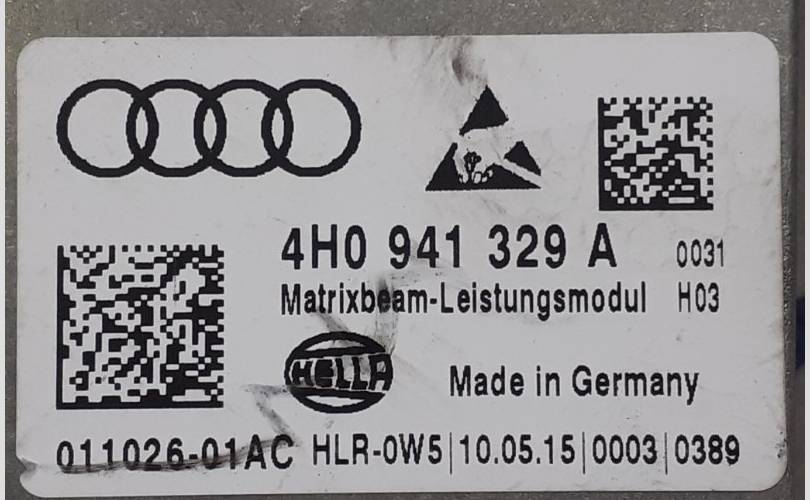 4H0 941 329 A 0031
Matrixbeam-Leistungsmodul H03
HELLA
Made in Germany
011026-01AC HLR-0W5|10.05.15|0003|0389